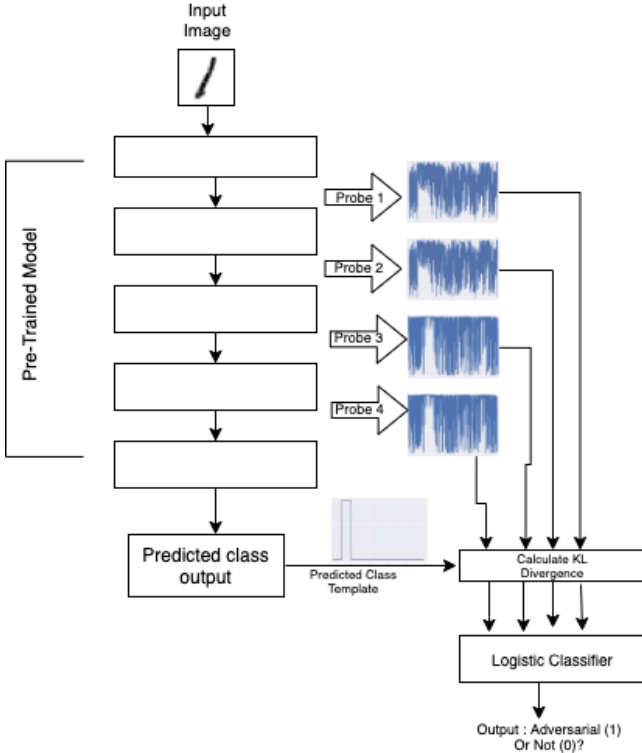 Input
Image
Pre-Trained Model
Probe 1
Probe 2
Probe 3
Probe 4
Predicted class
output
Predicted Class
Template
Calculate KL
Divergence
Logistic Classifier
Output : Adversarial (1)
Or Not (0)?